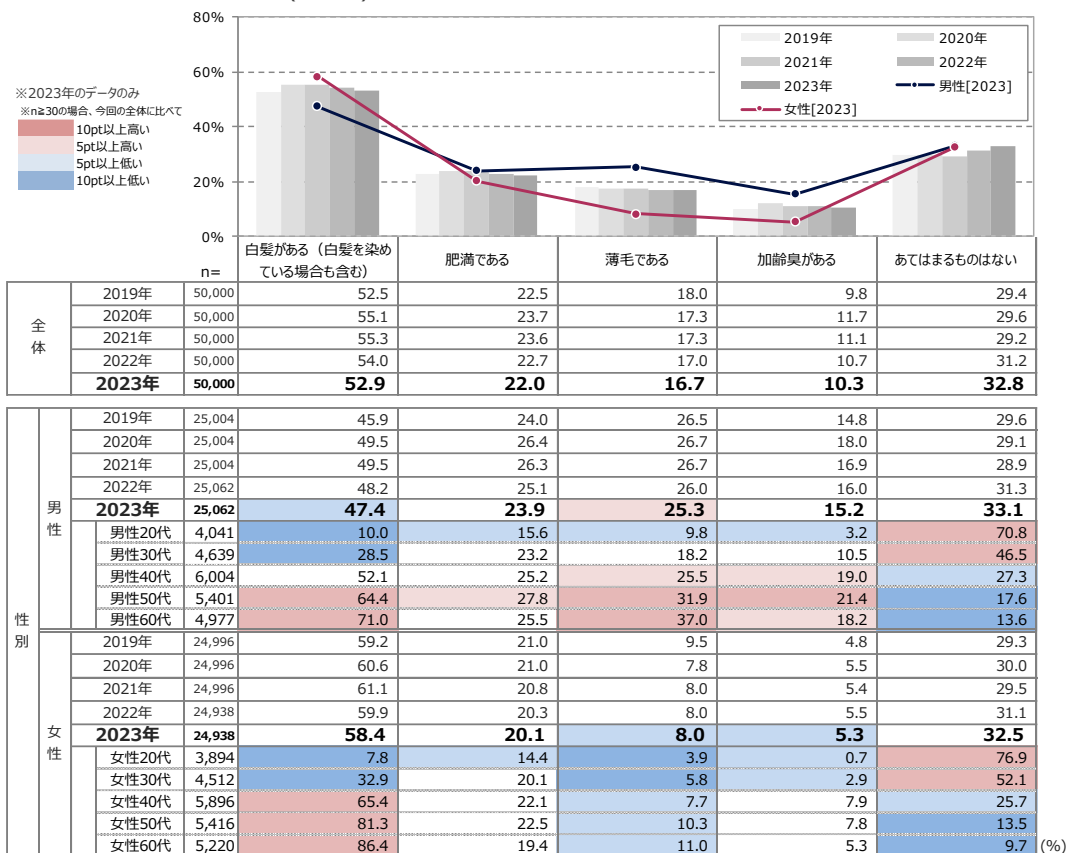 80%
60%
40%
20%
0%
2019年 2020年
2021年 2022年
2023年 男性[2023]
女性[2023]
※2023年のデータのみ
※n≧30の場合、今回の全体に比べて
10pt以上高い
5pt以上高い
5pt以上低い
10pt以上低い
n= 白髪がある（白髪を染めている場合も含む） 肥満である 薄毛である 加齢臭がある あてはまるものはない
全体
2019年 50,000 52.5 22.5 18.0 9.8 29.4
2020年 50,000 55.1 23.7 17.3 11.7 29.6
2021年 50,000 55.3 23.6 17.3 11.1 29.2
2022年 50,000 54.0 22.7 17.0 10.7 31.2
2023年 50,000 52.9 22.0 16.7 10.3 32.8
性別
男性
2019年 25,004 45.9 24.0 26.5 14.8 29.6
2020年 25,004 49.5 26.4 26.7 18.0 29.1
2021年 25,004 49.5 26.3 26.7 16.9 28.9
2022年 25,062 48.2 25.1 26.0 16.0 31.3
2023年 25,062 47.4 23.9 25.3 15.2 33.1
男性20代 4,041 10.0 15.6 9.8 3.2 70.8
男性30代 4,639 28.5 23.2 18.2 10.5 46.5
男性40代 6,004 52.1 25.2 25.5 19.0 27.3
男性50代 5,401 64.4 27.8 31.9 21.4 17.6
男性60代 4,977 71.0 25.5 37.0 18.2 13.6
女性
2019年 24,996 59.2 21.0 9.5 4.8 29.3
2020年 24,996 60.6 21.0 7.8 5.5 30.0
2021年 24,996 61.1 20.8 8.0 5.4 29.5
2022年 24,938 59.9 20.3 8.0 5.5 31.1
2023年 24,938 58.4 20.1 8.0 5.3 32.5
女性20代 3,894 7.8 14.4 3.9 0.7 76.9
女性30代 4,512 32.9 20.1 5.8 2.9 52.1
女性40代 5,896 65.4 22.1 7.7 7.9 25.7
女性50代 5,416 81.3 22.5 10.3 7.8 13.5
女性60代 5,220 86.4 19.4 11.0 5.3 9.7 (%)